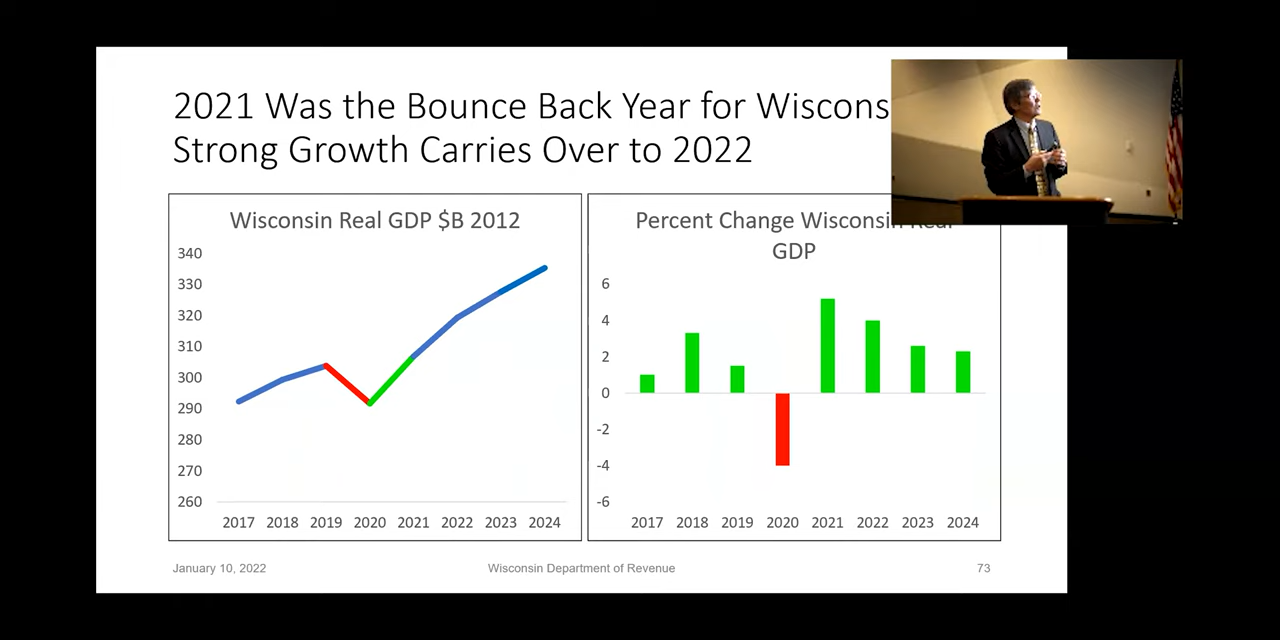 2021 Was the Bounce Back Year for Wiscons
Strong Growth Carries Over to 2022
Wisconsin Real GDP $B 2012
340
330
320
310
300
290
280
270
260
2017 2018 2019 2020 2021 2022 2023 2024
Percent Change Wisconsin Real
GDP
6
4
2
0
-2
-4
-6
2017 2018 2019 2020 2021 2022 2023 2024
January 10, 2022
Wisconsin Department of Revenue
73